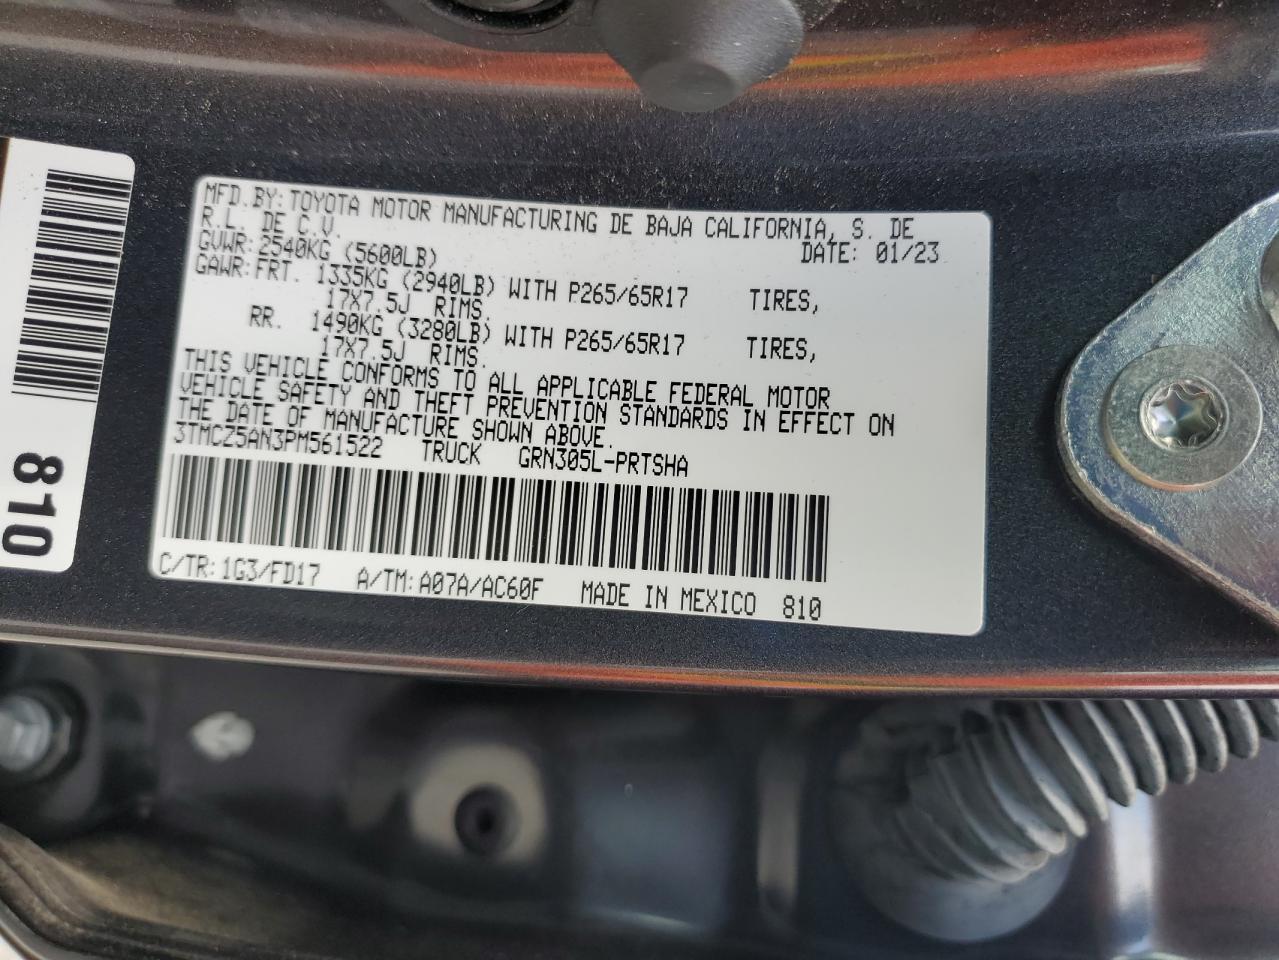 MFD.BY: TOYOTA MOTOR MANUFACTURING DE BAJA CALIFORNIA, S. DE
R.L. DE C.V. DATE: 01/23
GVWR: 2540KG (5600LB)
GAWR: FRT. 1335KG (2940LB) WITH P265/65R17 TIRES,
17X7.5J RIMS.
RR. 1490KG (3280LB) WITH P265/65R17 TIRES,
17X7.5J RIMS.
THIS VEHICLE CONFORMS TO ALL APPLICABLE FEDERAL MOTOR
VEHICLE SAFETY AND THEFT PREVENTION STANDARDS IN EFFECT ON
THE DATE OF MANUFACTURE SHOWN ABOVE.
3TMCZ5AN3PM561522 TRUCK GRN305L-PRTSHA
C/TR: 1G3/FD17 A/TM: A07A/AC60F MADE IN MEXICO 810
810